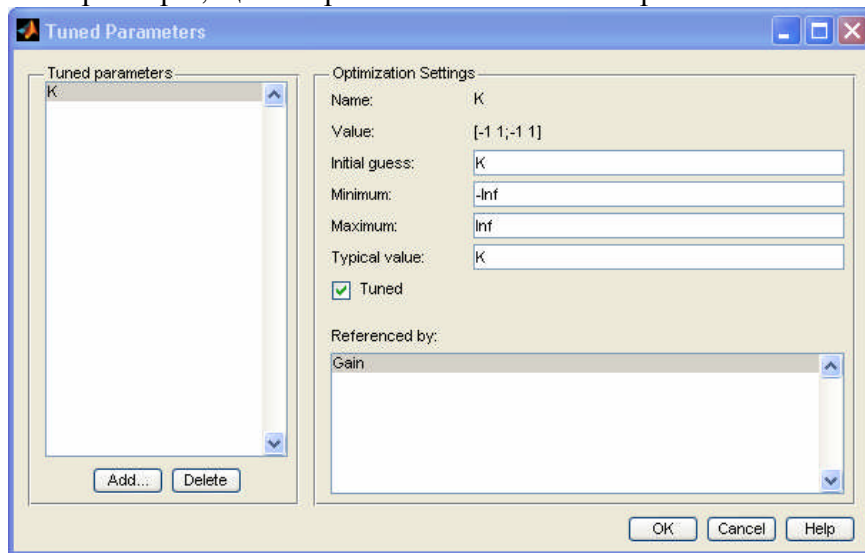 Tuned Parameters
Tuned parameters
K
Add...
Delete
Optimization Settings
Name: K
Value: [-1 1;-1 1]
Initial guess: K
Minimum: -Inf
Maximum: Inf
Typical value: K
Tuned
Referenced by:
Gain
OK Cancel Help